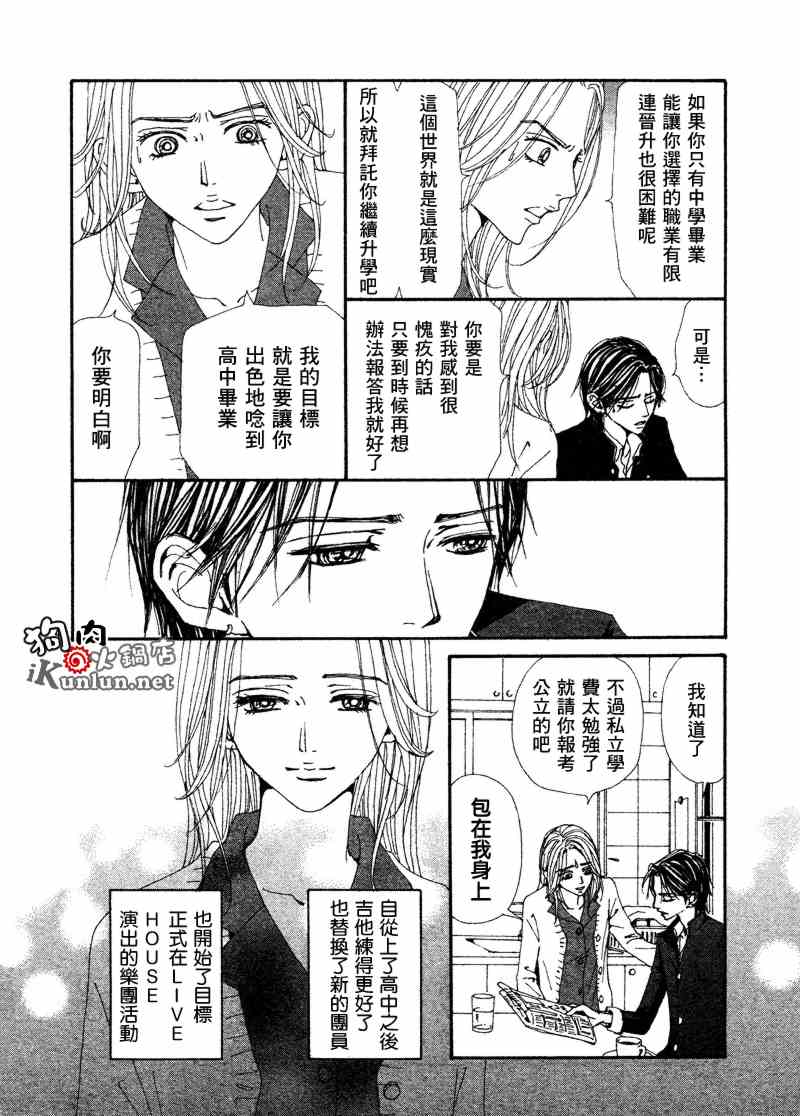 如果你只有中學畢業
能讓你選擇的職業有限
連晉升也很困難呢
這個世界就是這麼現實
所以就拜託你繼續升學吧
可是…
你要是
對我感到很
愧疚的話
只要到時候再想
辦法報答我就好了
我的目標
就是要讓你
出色地唸到
高中畢業
你要明白啊
狗肉火鍋店
iKunlun.net
我知道了
不過私立學
費太勉強了
就請你報考
公立的吧
包在我身上
自從上了高中之後
吉他練得更好了
也替換了新的團員
也開始了目標
正式在LIVE
HOUSE
演出的樂團活動